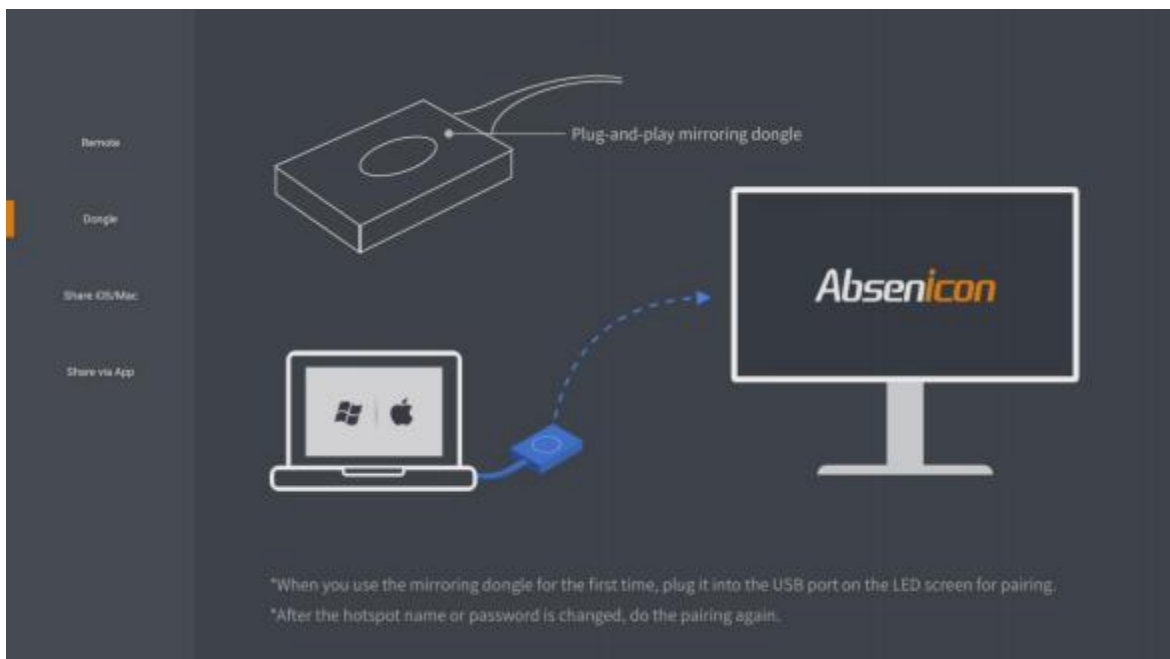 Remote
Dongle
Share iOS/Mac
Share via App
Plug-and-play mirroring dongle
Absenicon
*When you use the mirroring dongle for the first time, plug it into the USB port on the LED screen for pairing.
*After the hotspot name or password is changed, do the pairing again.